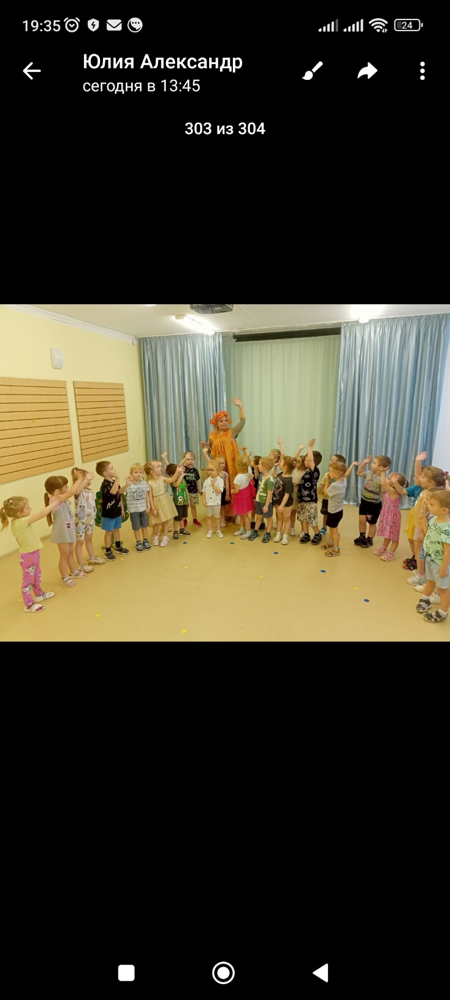 19:35
24
Юлия Александр
сегодня в 13:45
303 из 304